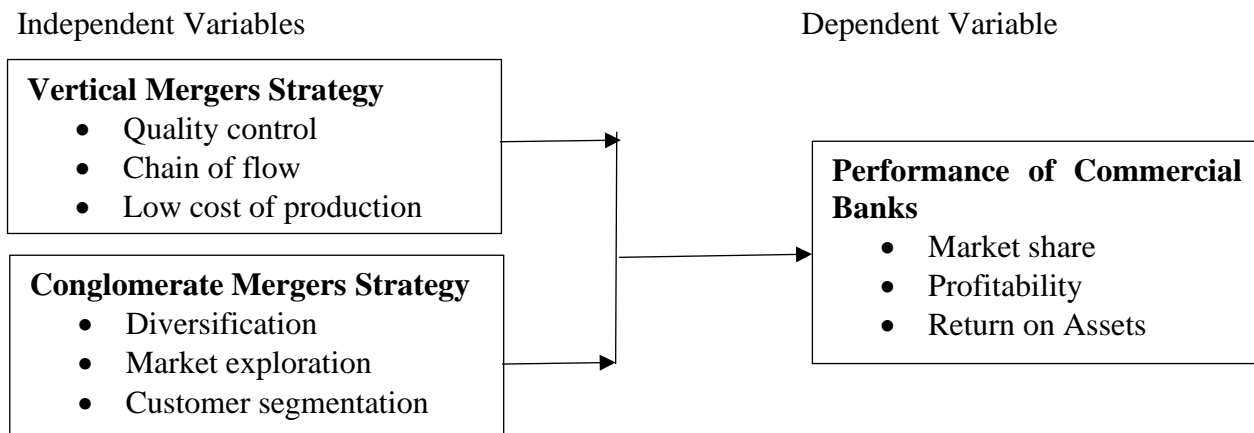 Independent Variables
Dependent Variable
Vertical Mergers Strategy
• Quality control
• Chain of flow
• Low cost of production
Conglomerate Mergers Strategy
• Diversification
• Market exploration
• Customer segmentation
Performance of Commercial
Banks
• Market share
• Profitability
• Return on Assets